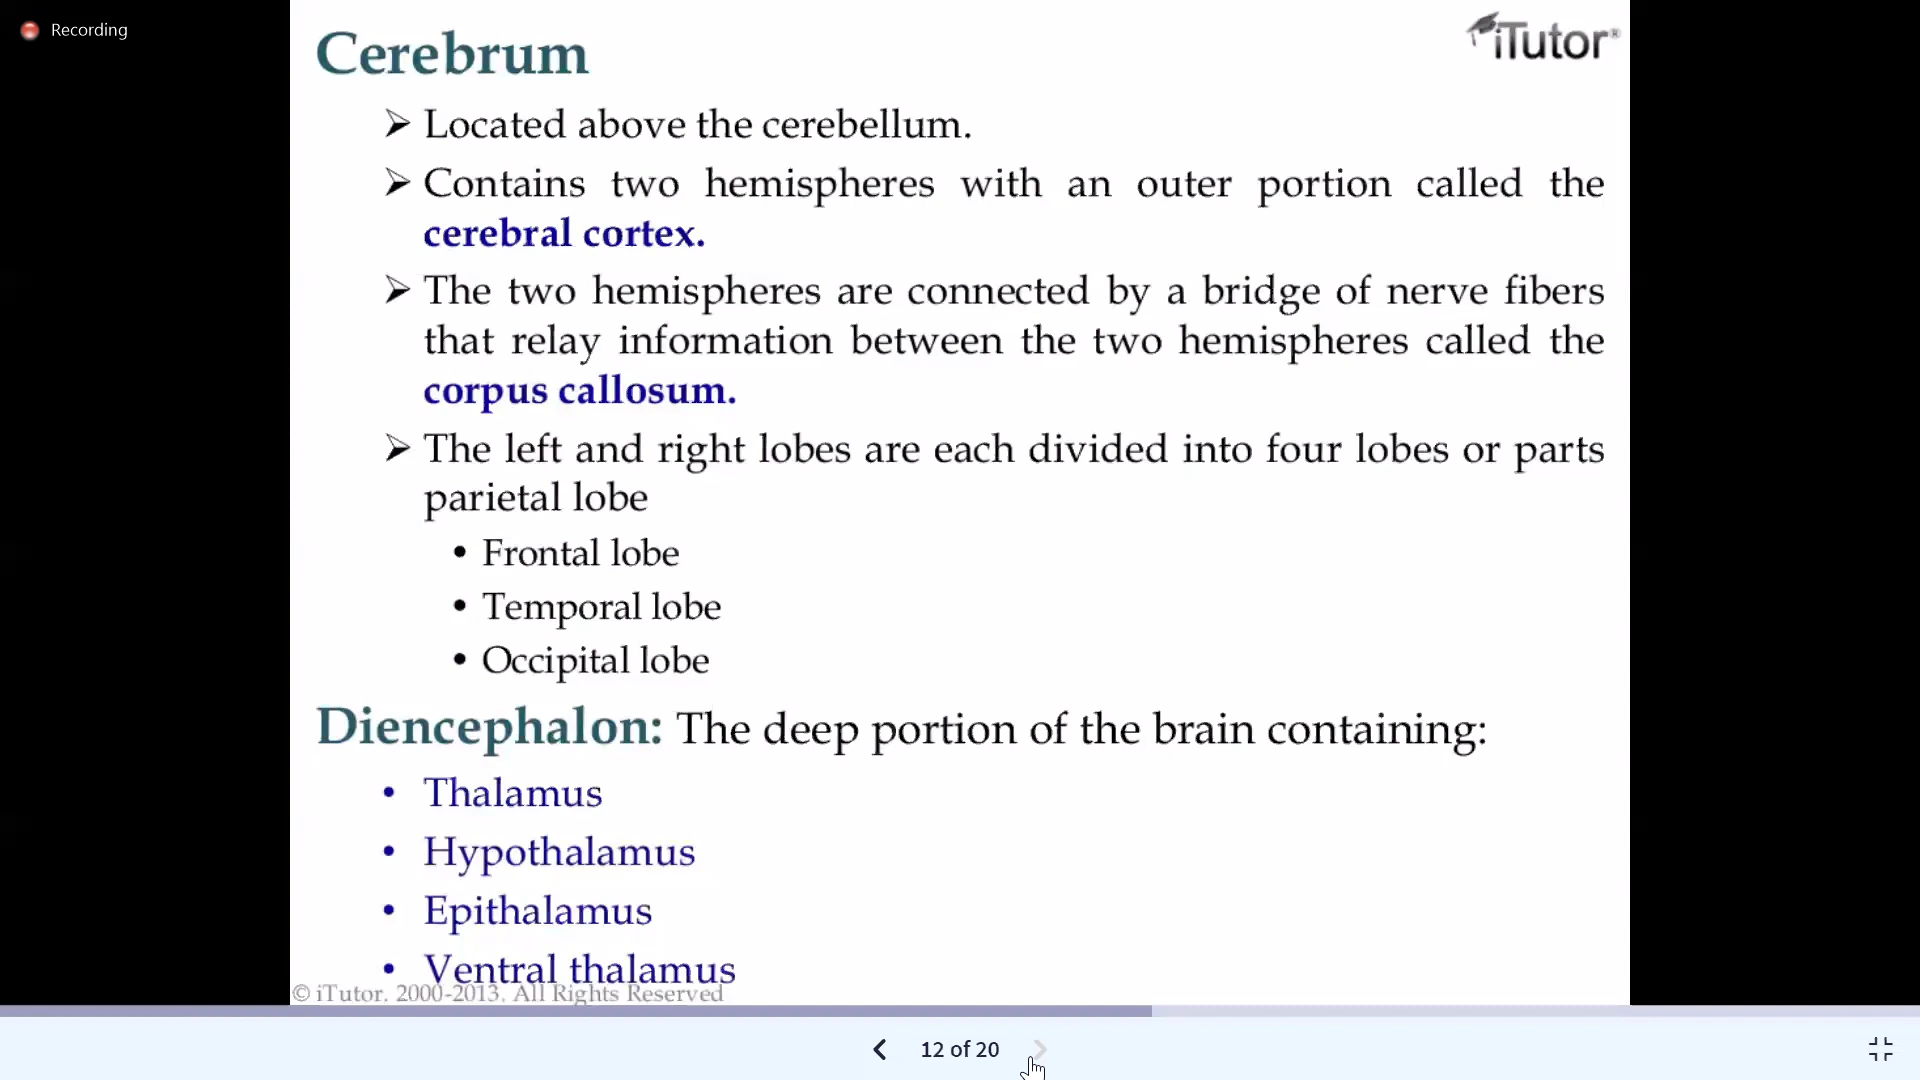 Recording
Cerebrum
iTutor®
➢ Located above the cerebellum.
➢ Contains two hemispheres with an outer portion called the
cerebral cortex.
➢ The two hemispheres are connected by a bridge of nerve fibers
that relay information between the two hemispheres called the
corpus callosum.
➢ The left and right lobes are each divided into four lobes or parts
parietal lobe
• Frontal lobe
• Temporal lobe
• Occipital lobe
Diencephalon: The deep portion of the brain containing:
• Thalamus
• Hypothalamus
• Epithalamus
• Ventral thalamus
© iTutor. 2000-2013. All Rights Reserved
12 of 20